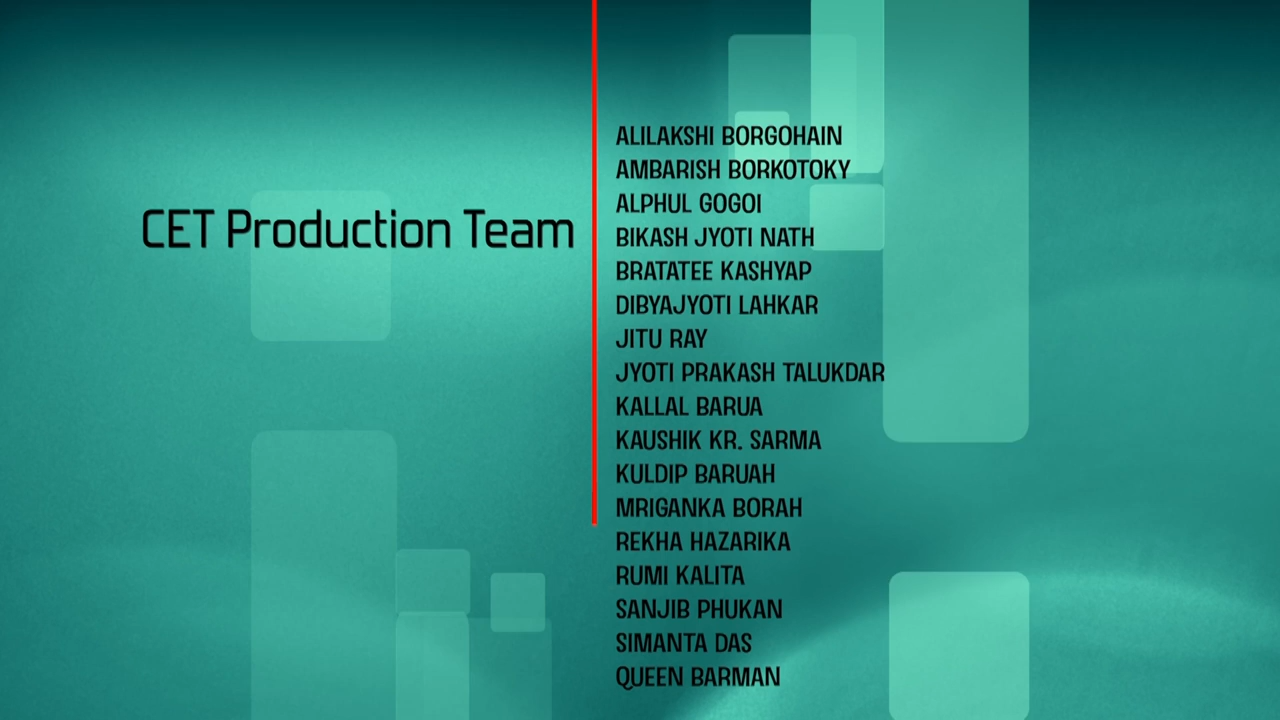 CET Production Team
ALILAKSHI BORGOHAIN
AMBARISH BORKOTOKY
ALPHUL GOGOI
BIKASH JYOTI NATH
BRATATEE KASHYAP
DIBYAJYOTI LAHKAR
JITU RAY
JYOTI PRAKASH TALUKDAR
KALLAL BARUA
KAUSHIK KR. SARMA
KULDIP BARUAH
MRIGANKA BORAH
REKHA HAZARIKA
RUMI KALITA
SANJIB PHUKAN
SIMANTA DAS
QUEEN BARMAN